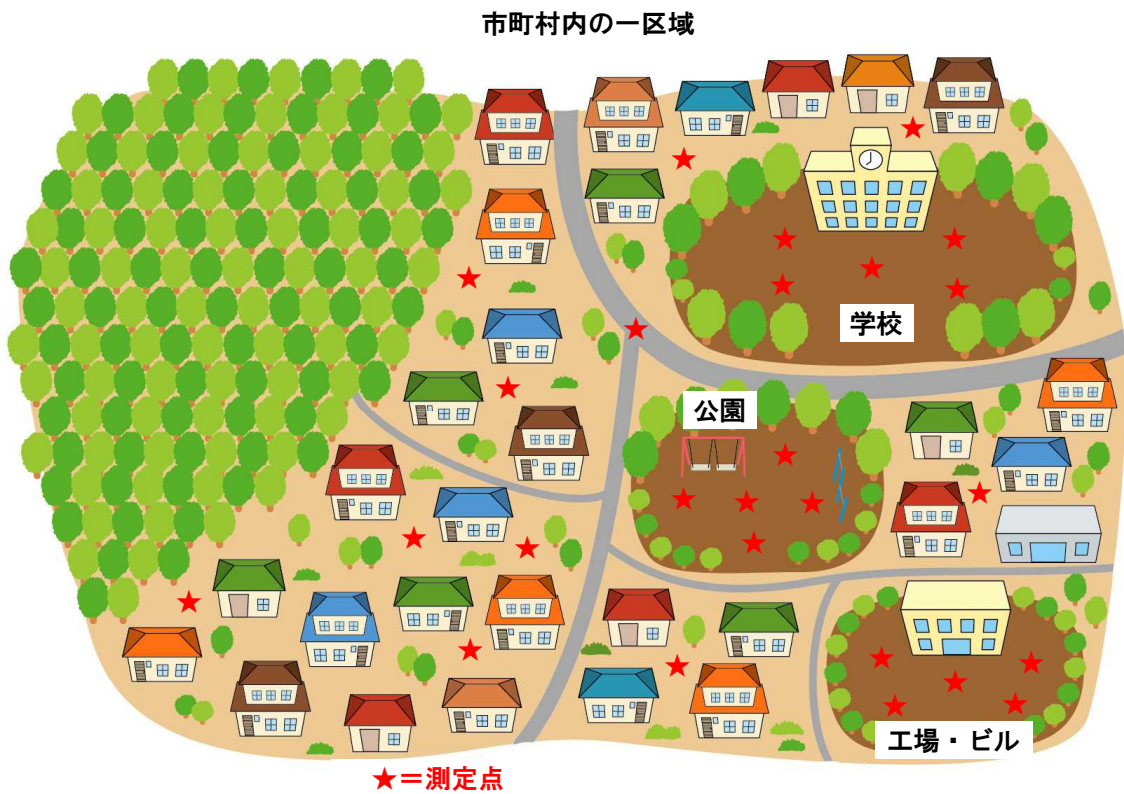 市町村内の一区域
学校
公園
工場・ビル
★=測定点